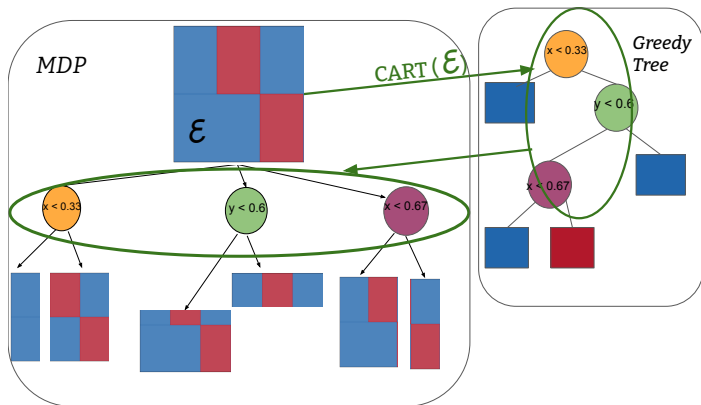 MDP
ℰ
CART (ℰ)
Greedy
Tree
x < 0.33
y < 0.6
x < 0.67
x < 0.33
y < 0.6
x < 0.67